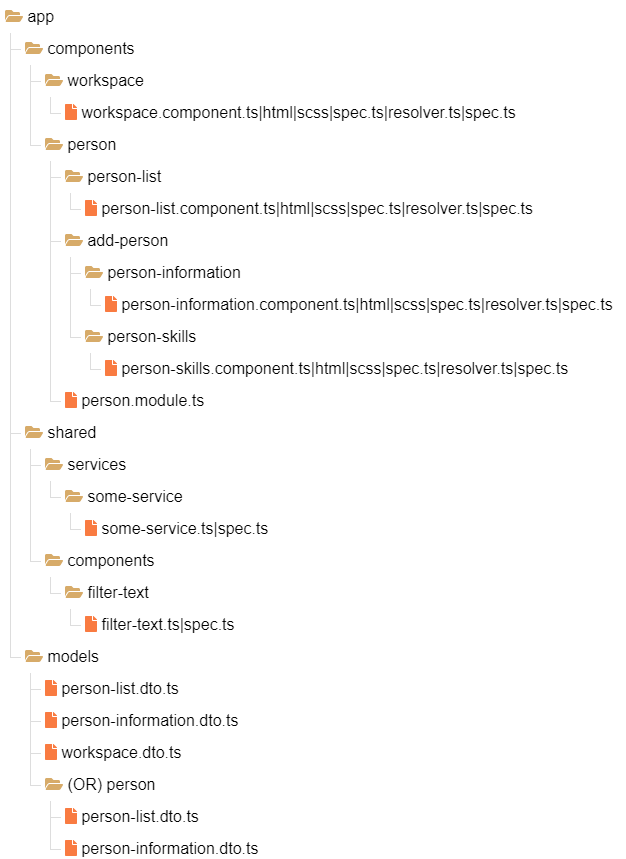 app
components
workspace
workspace.component.ts|html|scss|spec.ts|resolver.ts|spec.ts
person
person-list
person-list.component.ts|html|scss|spec.ts|resolver.ts|spec.ts
add-person
person-information
person-information.component.ts|html|scss|spec.ts|resolver.ts|spec.ts
person-skills
person-skills.component.ts|html|scss|spec.ts|resolver.ts|spec.ts
person.module.ts
shared
services
some-service
some-service.ts|spec.ts
components
filter-text
filter-text.ts|spec.ts
models
person-list.dto.ts
person-information.dto.ts
workspace.dto.ts
(OR) person
person-list.dto.ts
person-information.dto.ts